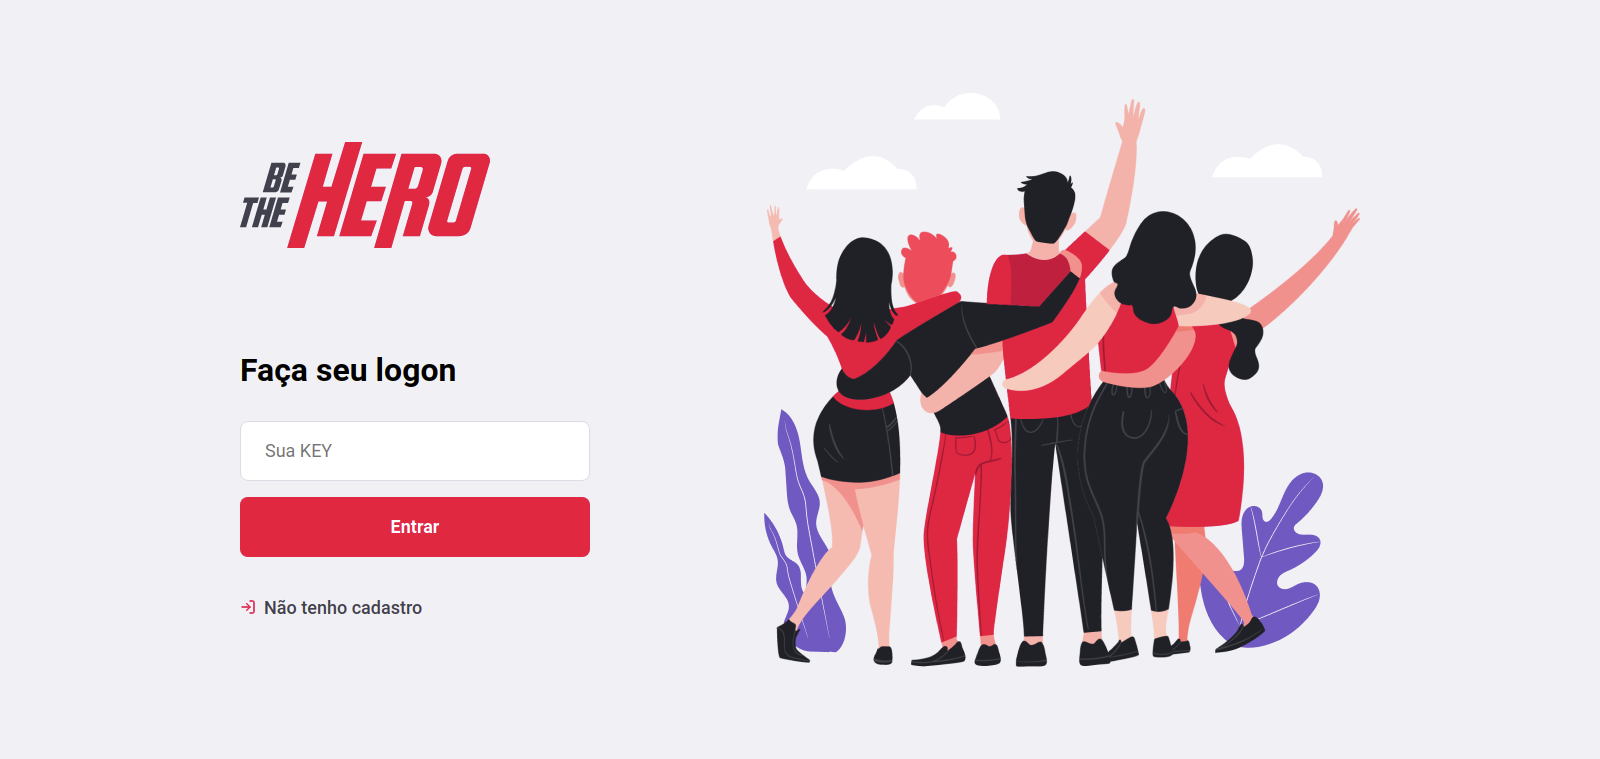 BE
THE HERO
Faça seu logon
Sua KEY
Entrar
Não tenho cadastro